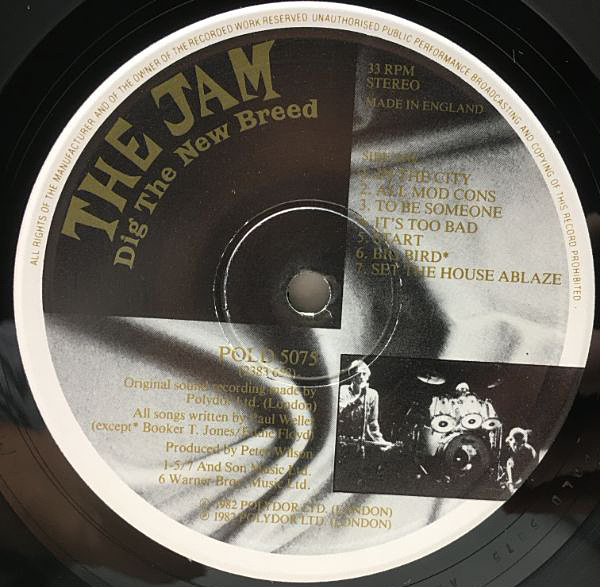 ALL RIGHTS OF THE MANUFACTURER AND OF THE OWNER OF THE RECORDED WORK RESERVED. UNAUTHORISED PUBLIC PERFORMANCE BROADCASTING AND COPYING OF THIS RECORD PROHIBITED.
THE JAM
Dig The New Breed
33 RPM
STEREO
MADE IN ENGLAND
SIDE
1. IN THE CITY
2. ALL MOD CONS
3. TO BE SOMEONE
4. IT'S TOO BAD
5. START
6. BIG BIRD*
7. SET THE HOUSE ABLAZE
POLD 5075
(2383 658)
Original sound recording made by
Polydor Ltd. (London)
All songs written by Paul Weller
(except* Booker T. Jones/Eddie Floyd)
Produced by Peter Wilson
1-5/7 And Son Music Ltd.
6 Warner Bros. Music Ltd.
℗ 1982 POLYDOR LTD. (LONDON)
© 1982 POLYDOR LTD. (LONDON)